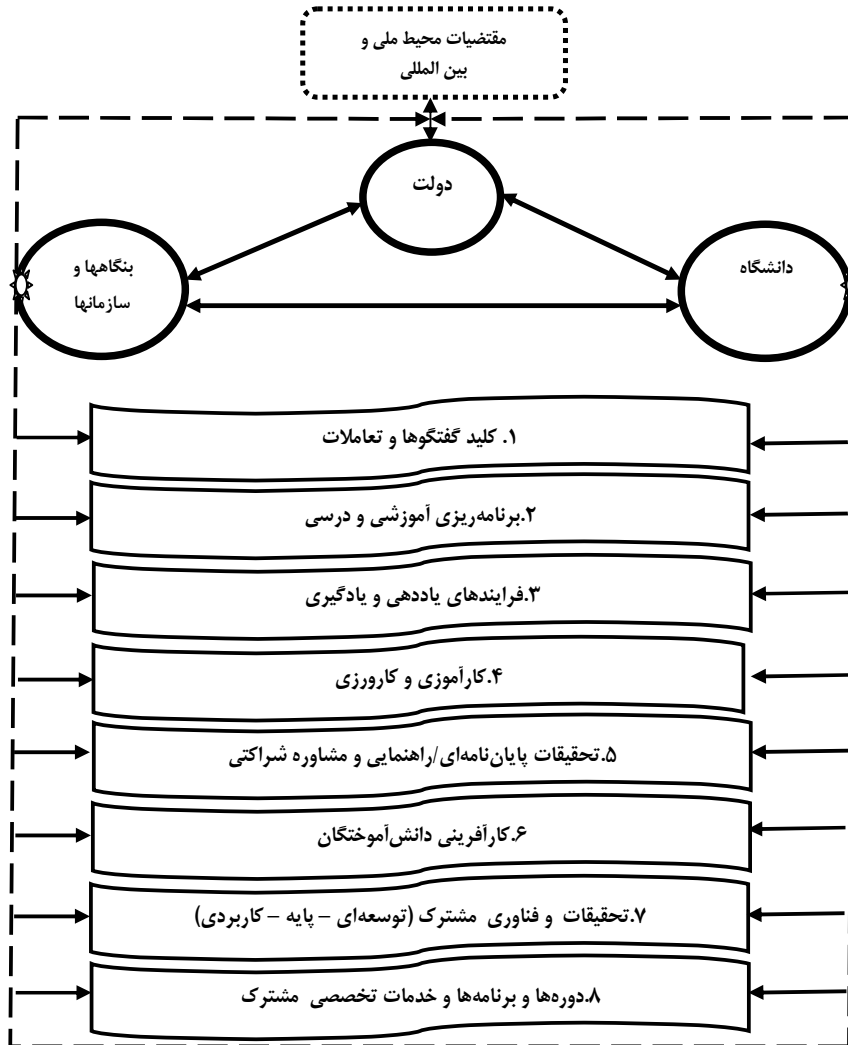 مقتضیات محیط ملی و
بین المللی
دولت
دانشگاه
بنگاهها و
سازمانها
۱. کلید گفتگوها و تعاملات
۲.برنامه‌ریزی آموزشی و درسی
۳.فرایندهای یاددهی و یادگیری
۴.کارآموزی و کارورزی
۵.تحقیقات پایان‌نامه‌ای/راهنمایی و مشاوره شراکتی
۶.کارآفرینی دانش‌آموختگان
۷.تحقیقات و فناوری مشترک (توسعه‌ای – پایه – کاربردی)
۸.دوره‌ها و برنامه‌ها و خدمات تخصصی مشترک